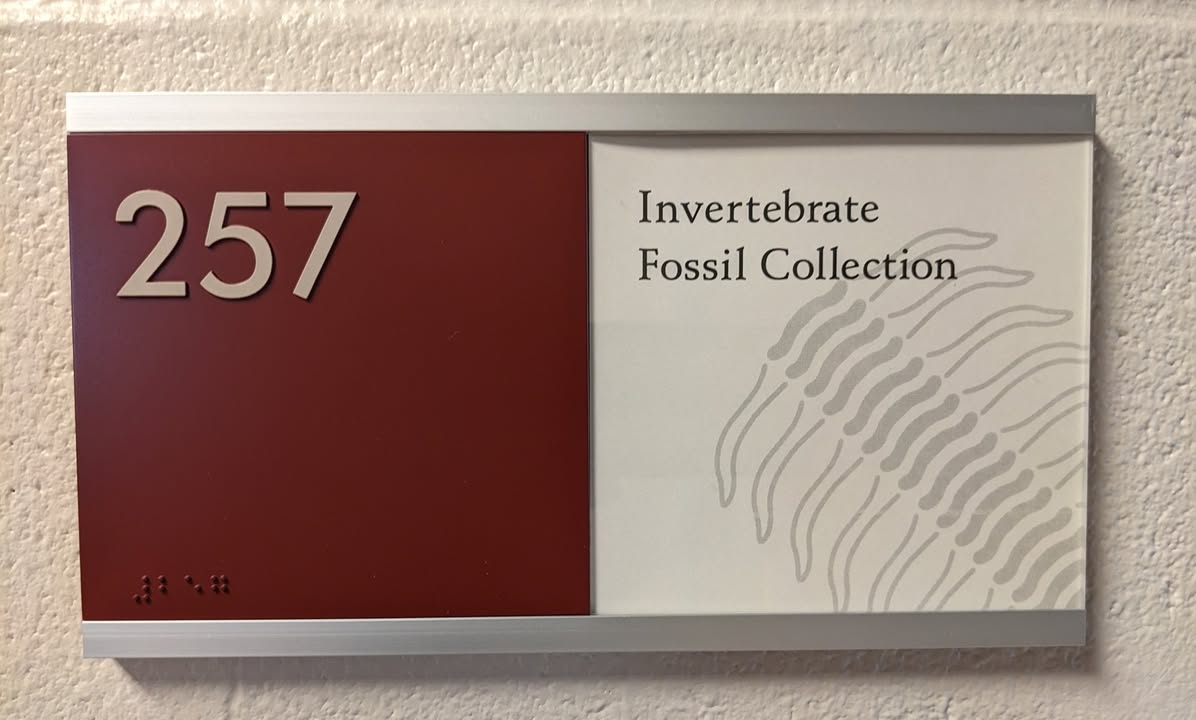 257
Invertebrate
Fossil Collection
⠼⠃⠑⠛